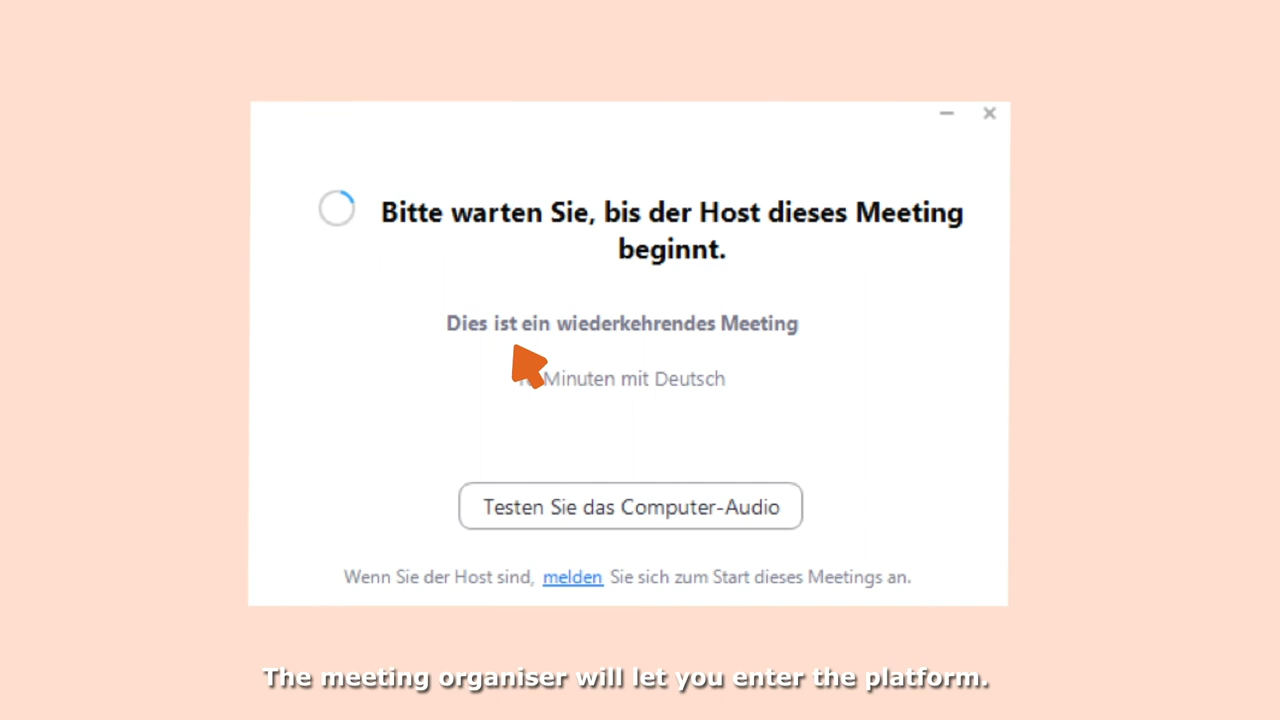 Bitte warten Sie, bis der Host dieses Meeting
beginnt.
Dies ist ein wiederkehrendes Meeting
Minuten mit Deutsch
Testen Sie das Computer-Audio
Wenn Sie der Host sind, melden Sie sich zum Start dieses Meetings an.
The meeting organiser will let you enter the platform.